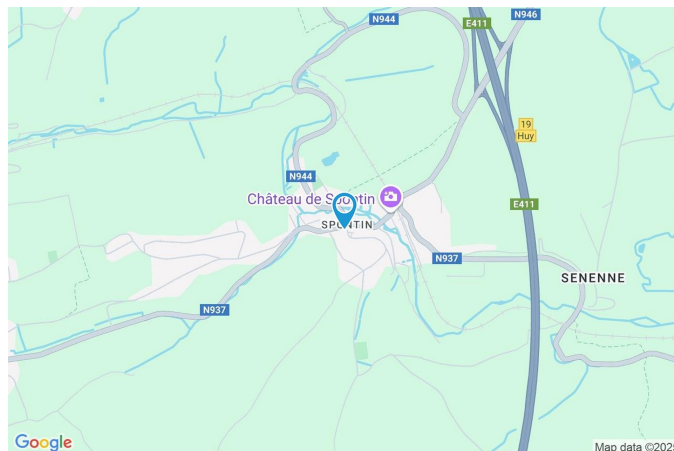 N944
N946
E411
19
Huy
N944
Château de Spontin
E411
SPONTIN
N937
SENENNE
N937
Google
Map data ©2025